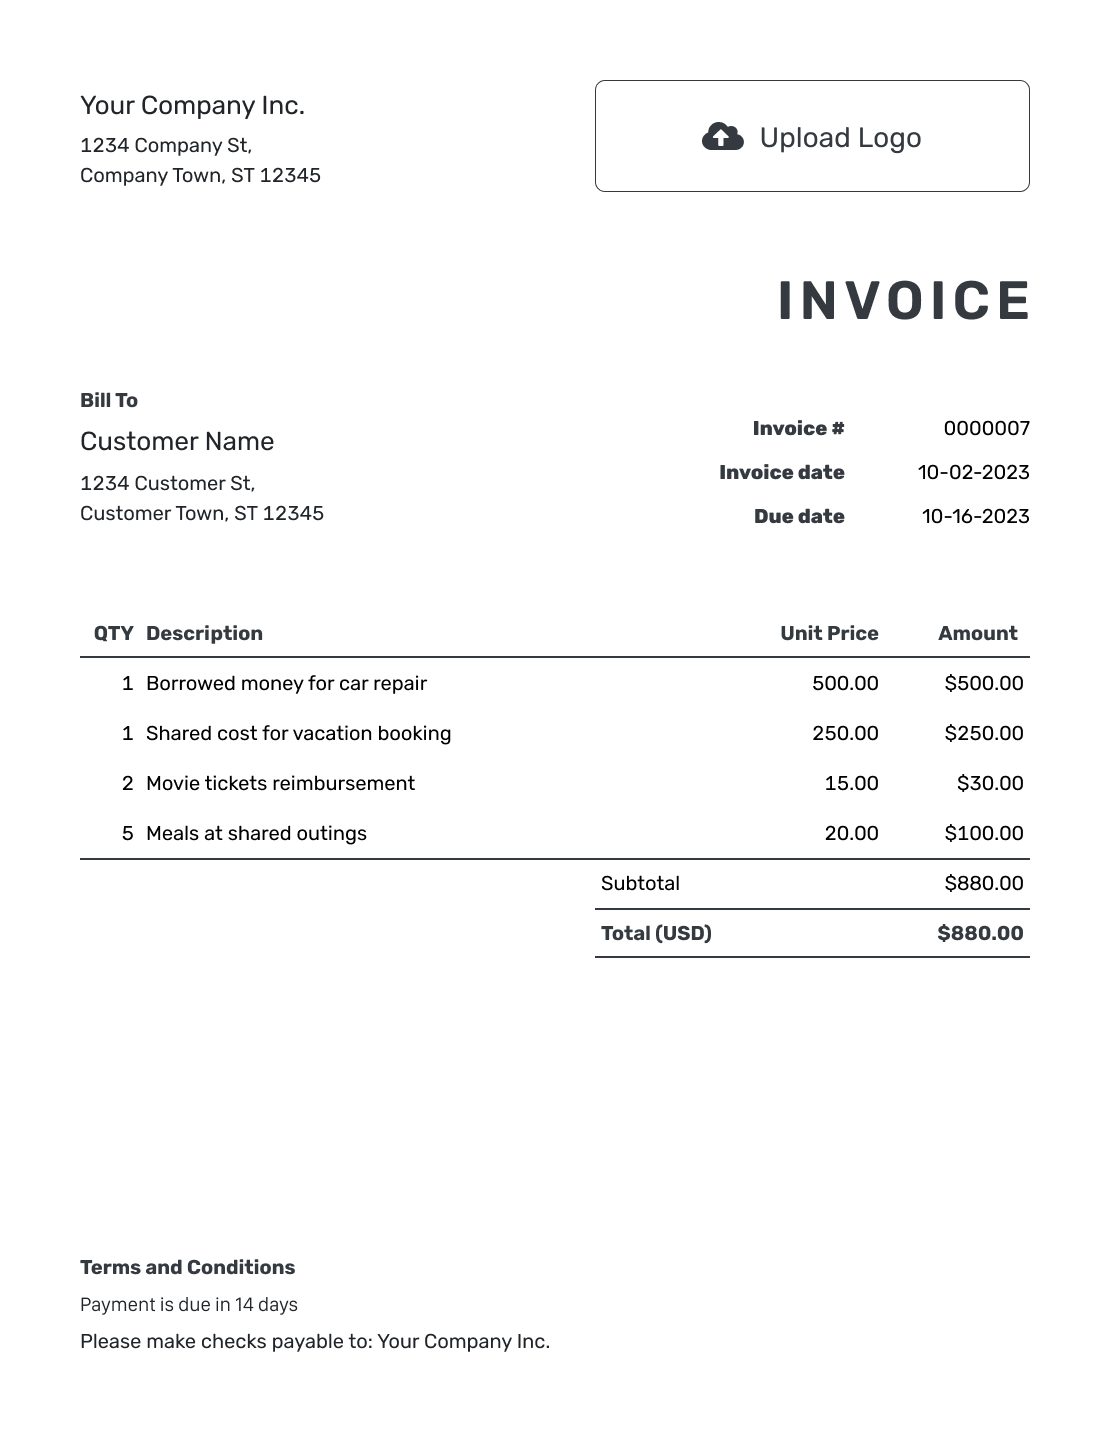 Your Company Inc.
1234 Company St,
Company Town, ST 12345
Upload Logo
INVOICE
Bill To
Customer Name
1234 Customer St,
Customer Town, ST 12345
Invoice # 0000007
Invoice date 10-02-2023
Due date 10-16-2023
QTY Description Unit Price Amount
1 Borrowed money for car repair 500.00 $500.00
1 Shared cost for vacation booking 250.00 $250.00
2 Movie tickets reimbursement 15.00 $30.00
5 Meals at shared outings 20.00 $100.00
Subtotal $880.00
Total (USD) $880.00
Terms and Conditions
Payment is due in 14 days
Please make checks payable to: Your Company Inc.